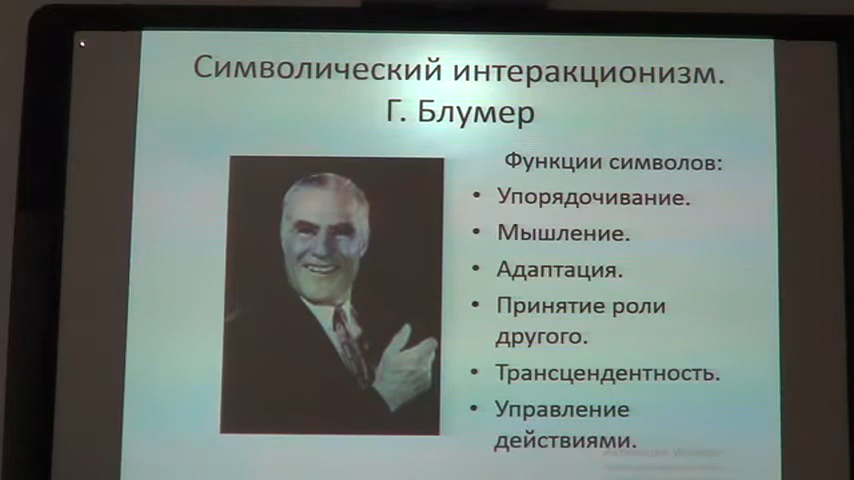 Символический интеракционизм.
Г. Блумер
Функции символов:
• Упорядочивание.
• Мышление.
• Адаптация.
• Принятие роли
другого.
• Трансцендентность.
• Управление
действиями.